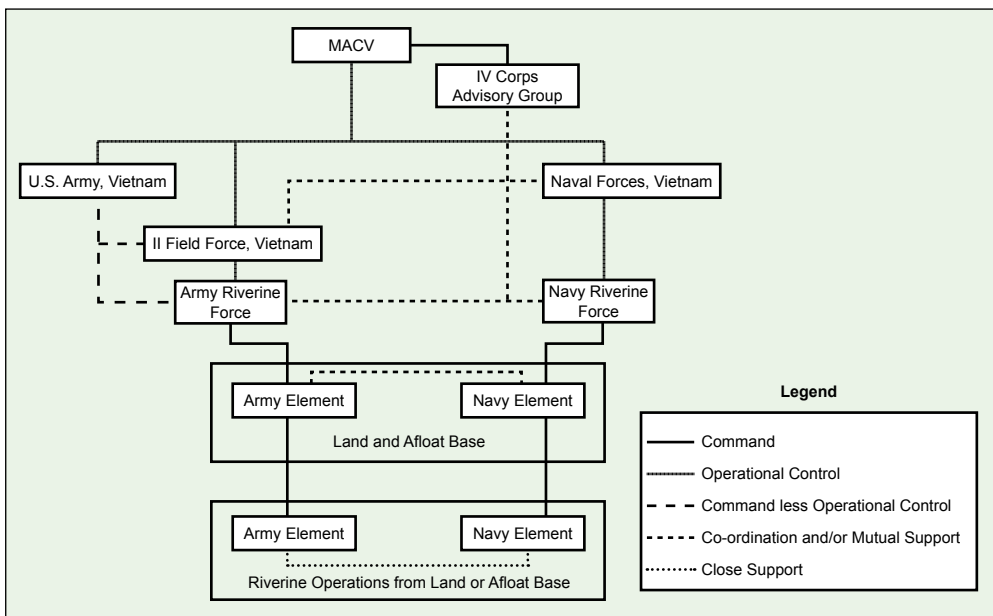 MACV
IV Corps
Advisory Group
U.S. Army, Vietnam
Naval Forces, Vietnam
II Field Force, Vietnam
Army Riverine
Force
Navy Riverine
Force
Army Element
Navy Element
Land and Afloat Base
Army Element
Navy Element
Riverine Operations from Land or Afloat Base
Legend
Command
Operational Control
Command less Operational Control
Co-ordination and/or Mutual Support
Close Support